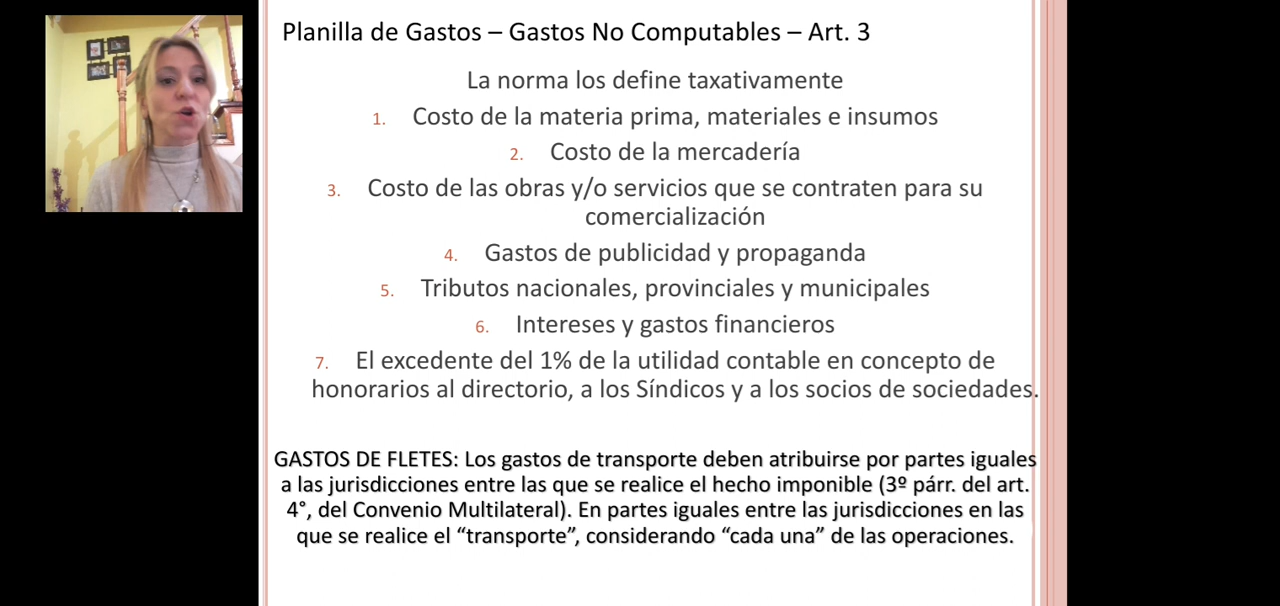 Planilla de Gastos – Gastos No Computables – Art. 3
La norma los define taxativamente
1. Costo de la materia prima, materiales e insumos
2. Costo de la mercadería
3. Costo de las obras y/o servicios que se contraten para su
comercialización
4. Gastos de publicidad y propaganda
5. Tributos nacionales, provinciales y municipales
6. Intereses y gastos financieros
7. El excedente del 1% de la utilidad contable en concepto de
honorarios al directorio, a los Síndicos y a los socios de sociedades.
GASTOS DE FLETES: Los gastos de transporte deben atribuirse por partes iguales
a las jurisdicciones entre las que se realice el hecho imponible (3º párr. del art.
4°, del Convenio Multilateral). En partes iguales entre las jurisdicciones en las
que se realice el “transporte”, considerando “cada una” de las operaciones.